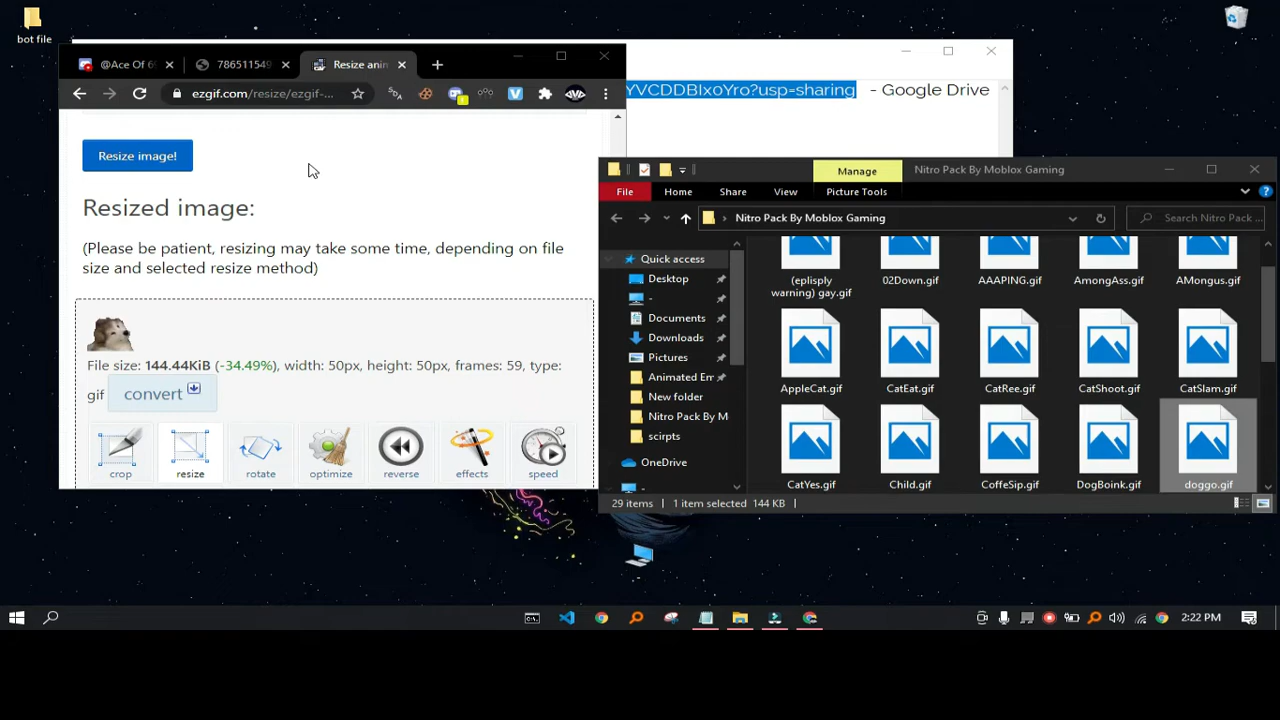 bot file
@Ace Of
786511549
Resize anin
ezgif.com/resize/ezgif-...
YVCDDBIxoYro?usp=sharing - Google Drive
Resize image!
Resized image:
(Please be patient, resizing may take some time, depending on file
size and selected resize method)
File size: 144.44KiB (-34.49%), width: 50px, height: 50px, frames: 59, type:
gif
convert
crop
resize
rotate
optimize
reverse
effects
speed
Manage
Nitro Pack By Moblox Gaming
File
Home
Share
View
Picture Tools
Nitro Pack By Moblox Gaming
Search Nitro Pack ...
Quick access
Desktop
-
Documents
Downloads
Pictures
Animated Em
New folder
Nitro Pack By M
scirpts
OneDrive
-
(eplisply
warning) gay.gif
02Down.gif
AAAPING.gif
AmongAss.gif
AMongus.gif
AppleCat.gif
CatEat.gif
CatRee.gif
CatShoot.gif
CatSlam.gif
CatYes.gif
Child.gif
CoffeSip.gif
DogBoink.gif
doggo.gif
29 items
1 item selected 144 KB
2:22 PM